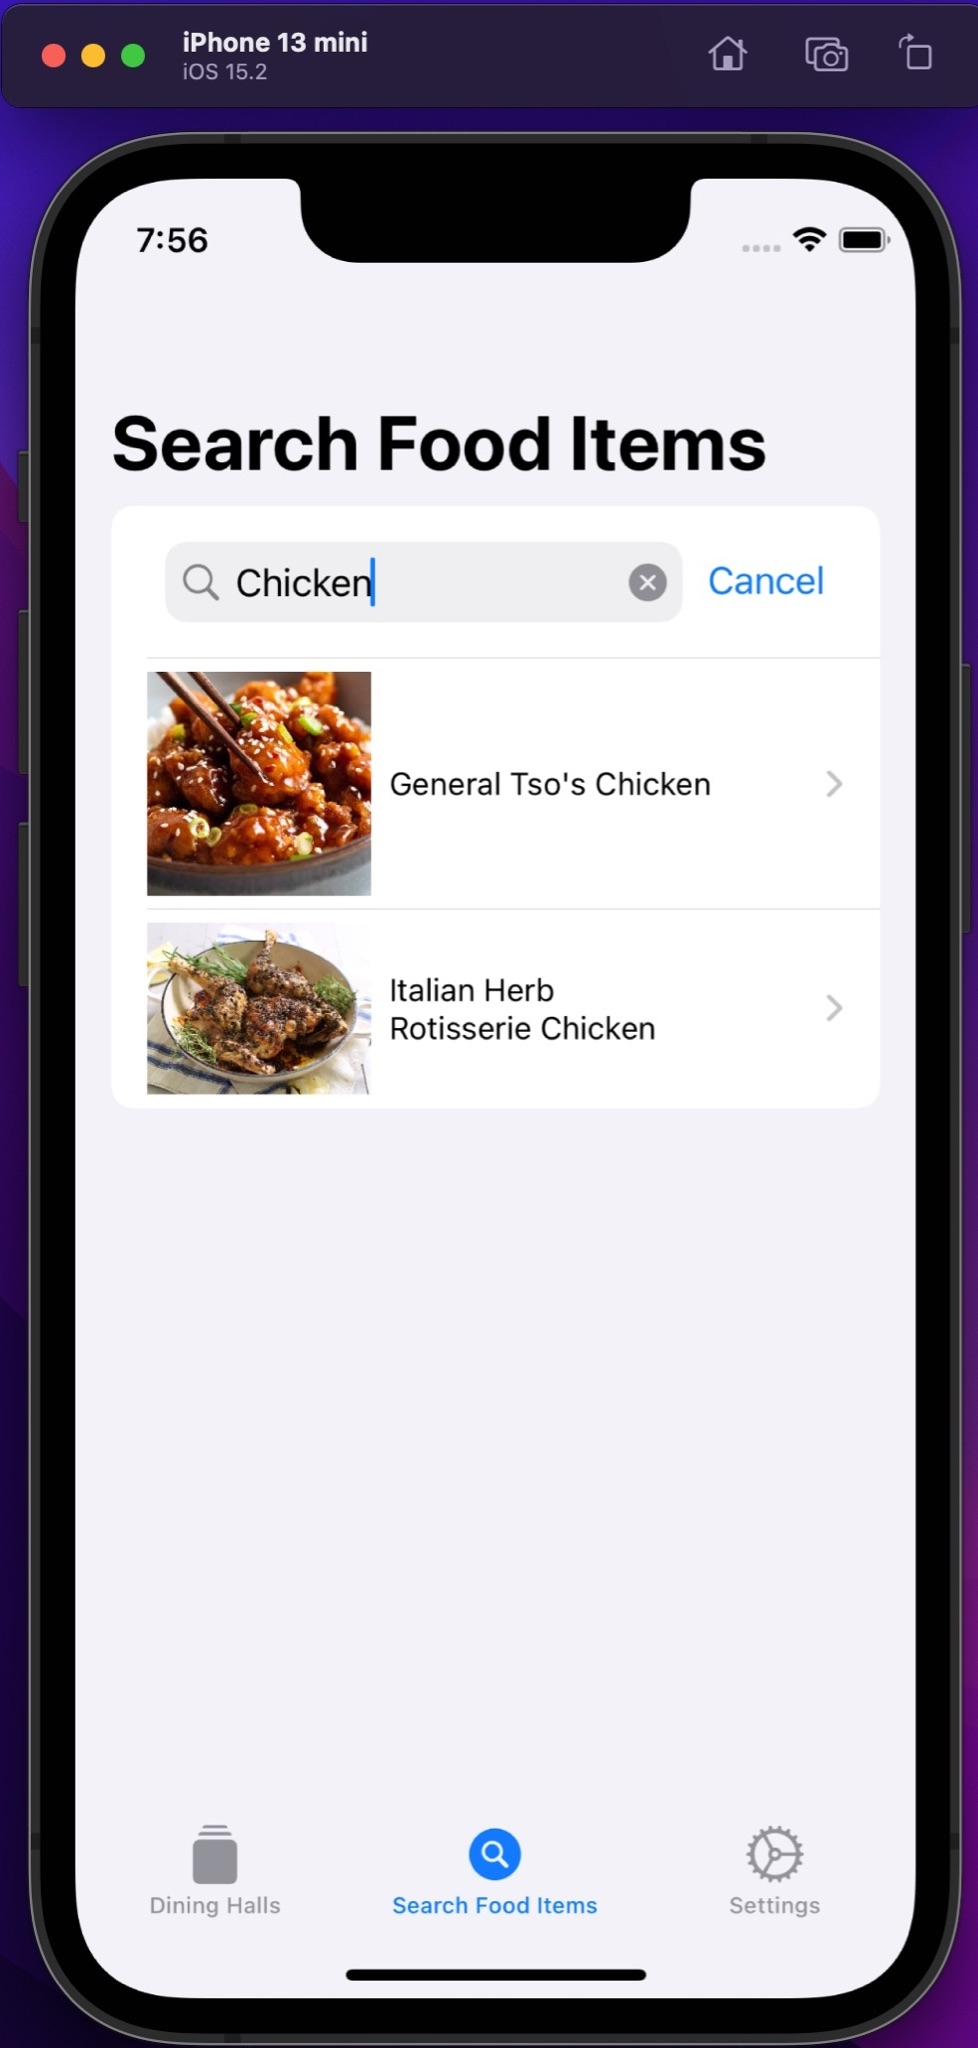 iPhone 13 mini
iOS 15.2
7:56
Search Food Items
Chicken
Cancel
General Tso's Chicken
Italian Herb
Rotisserie Chicken
Dining Halls
Search Food Items
Settings